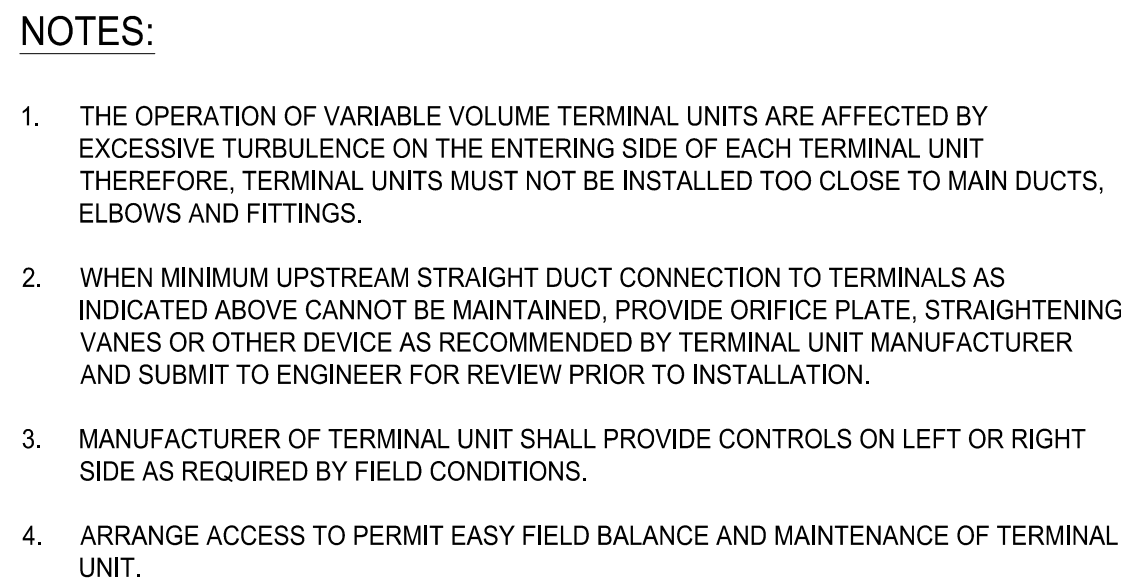 NOTES:
1. THE OPERATION OF VARIABLE VOLUME TERMINAL UNITS ARE AFFECTED BY
EXCESSIVE TURBULENCE ON THE ENTERING SIDE OF EACH TERMINAL UNIT
THEREFORE, TERMINAL UNITS MUST NOT BE INSTALLED TOO CLOSE TO MAIN DUCTS,
ELBOWS AND FITTINGS.
2. WHEN MINIMUM UPSTREAM STRAIGHT DUCT CONNECTION TO TERMINALS AS
INDICATED ABOVE CANNOT BE MAINTAINED, PROVIDE ORIFICE PLATE, STRAIGHTENING
VANES OR OTHER DEVICE AS RECOMMENDED BY TERMINAL UNIT MANUFACTURER
AND SUBMIT TO ENGINEER FOR REVIEW PRIOR TO INSTALLATION.
3. MANUFACTURER OF TERMINAL UNIT SHALL PROVIDE CONTROLS ON LEFT OR RIGHT
SIDE AS REQUIRED BY FIELD CONDITIONS.
4. ARRANGE ACCESS TO PERMIT EASY FIELD BALANCE AND MAINTENANCE OF TERMINAL
UNIT.